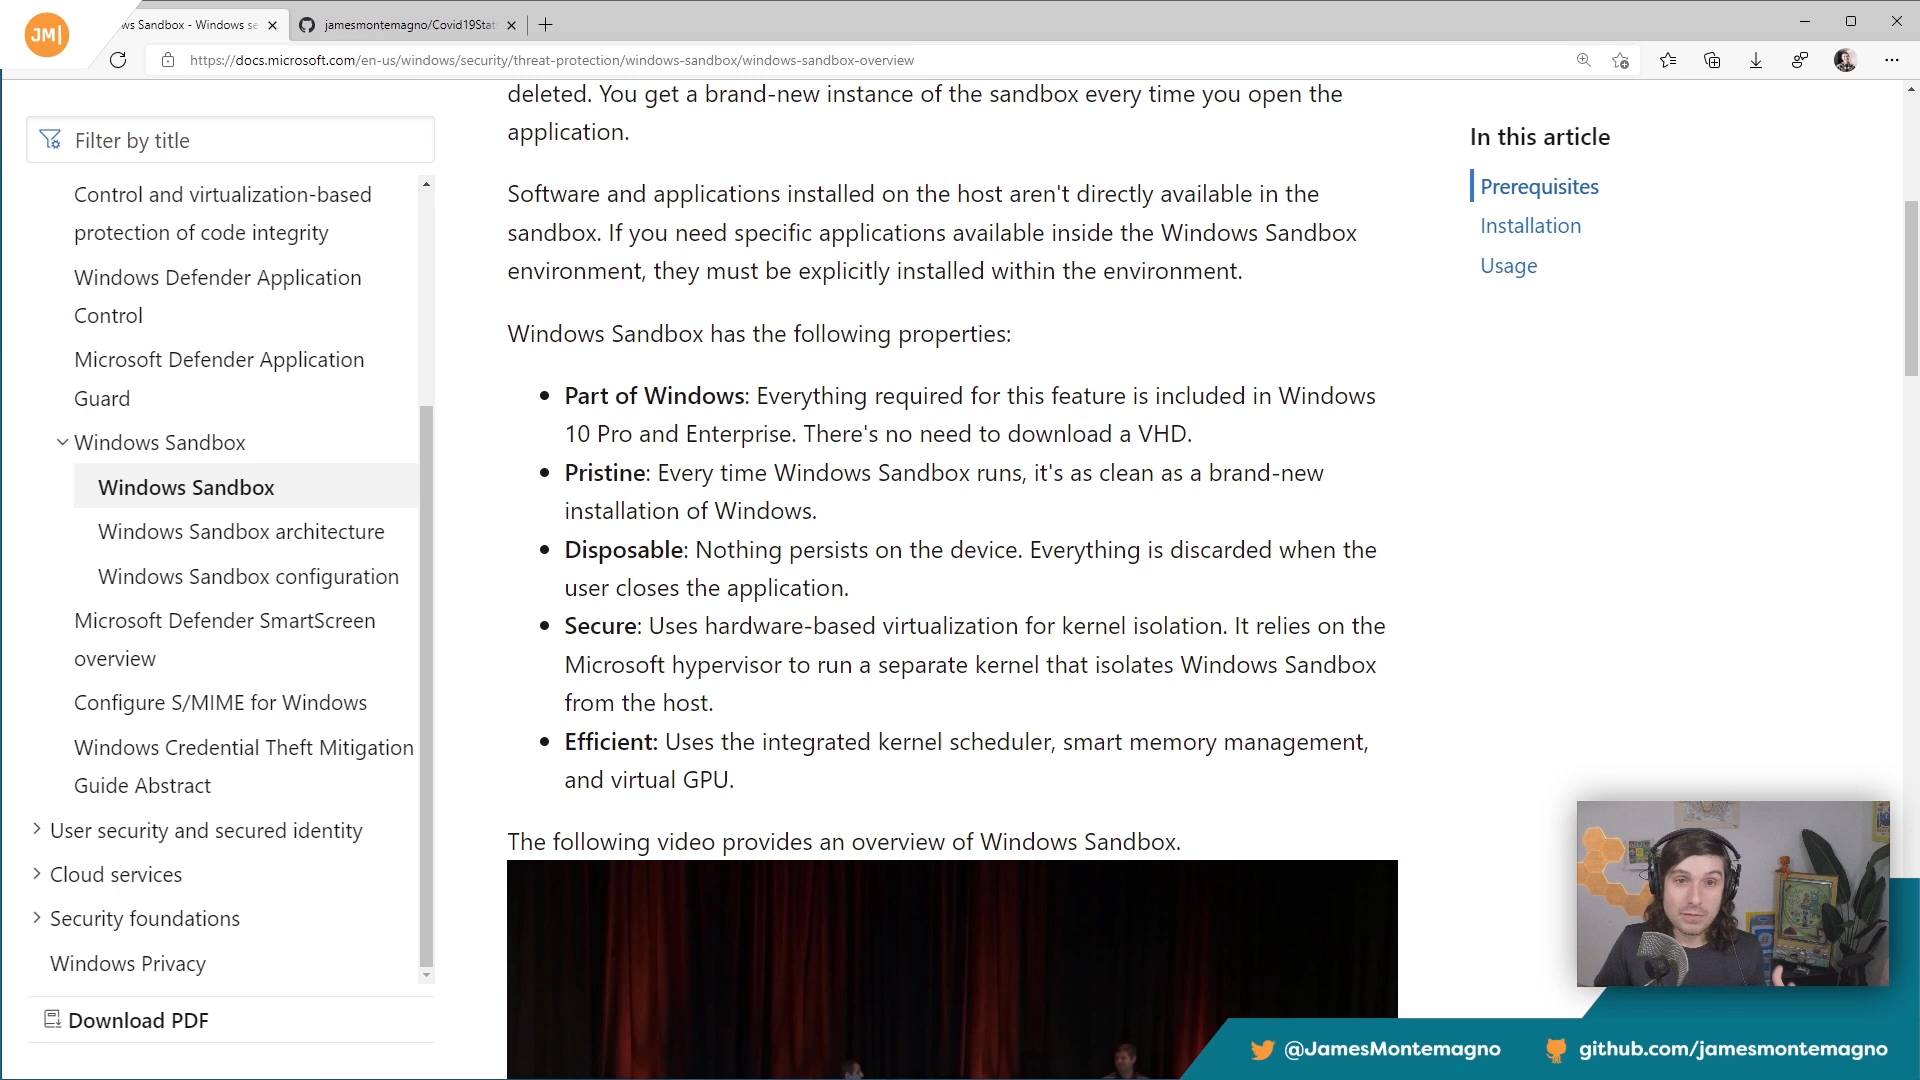 JM|
ws Sandbox - Windows se
jamesmontemagno/Covid19Stat
https://docs.microsoft.com/en-us/windows/security/threat-protection/windows-sandbox/windows-sandbox-overview
Filter by title
Control and virtualization-based
protection of code integrity
Windows Defender Application
Control
Microsoft Defender Application
Guard
Windows Sandbox
Windows Sandbox
Windows Sandbox architecture
Windows Sandbox configuration
Microsoft Defender SmartScreen
overview
Configure S/MIME for Windows
Windows Credential Theft Mitigation
Guide Abstract
User security and secured identity
Cloud services
Security foundations
Windows Privacy
Download PDF
deleted. You get a brand-new instance of the sandbox every time you open the
application.
Software and applications installed on the host aren't directly available in the
sandbox. If you need specific applications available inside the Windows Sandbox
environment, they must be explicitly installed within the environment.
Windows Sandbox has the following properties:
• Part of Windows: Everything required for this feature is included in Windows
10 Pro and Enterprise. There's no need to download a VHD.
• Pristine: Every time Windows Sandbox runs, it's as clean as a brand-new
installation of Windows.
• Disposable: Nothing persists on the device. Everything is discarded when the
user closes the application.
• Secure: Uses hardware-based virtualization for kernel isolation. It relies on the
Microsoft hypervisor to run a separate kernel that isolates Windows Sandbox
from the host.
• Efficient: Uses the integrated kernel scheduler, smart memory management,
and virtual GPU.
The following video provides an overview of Windows Sandbox.
In this article
Prerequisites
Installation
Usage
@JamesMontemagno
github.com/jamesmontemagno